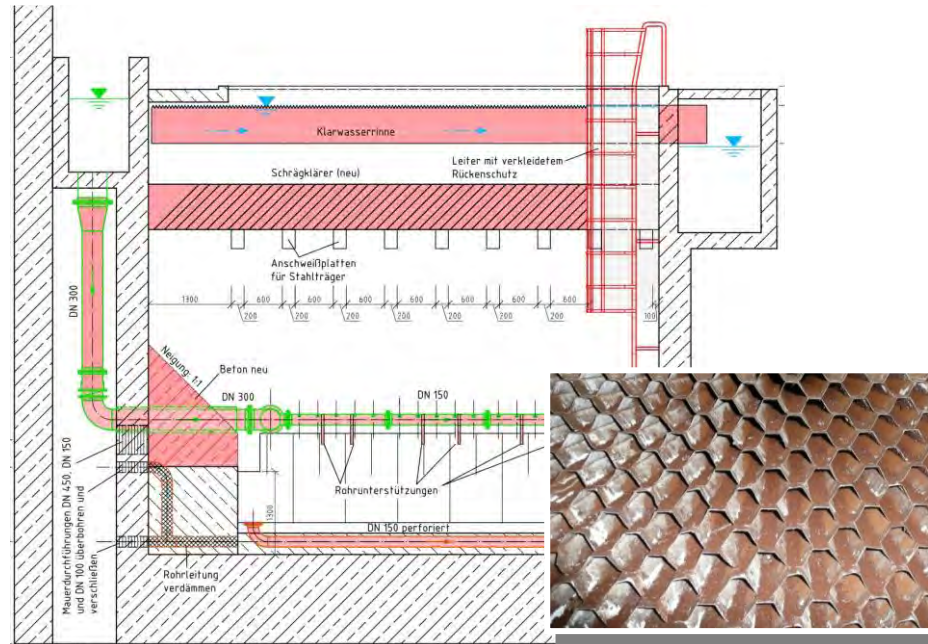 Klarwasserrinne
Leiter mit verkleidetem
Rückenschutz
Schrägklärer (neu)
Anschweißplatten
für Stahlträger
DN 300
1300
600
600
600
600
600
600
600
100
200
200
200
200
200
200
200
Neigung: 1:1
Beton neu
DN 300
DN 150
Mauerdurchführungen DN 450, DN 150
und DN 100 überbohren und
verschließen
Rohrunterstützungen
1308
DN 150 perforiert
Rohrleitung
verdämmen